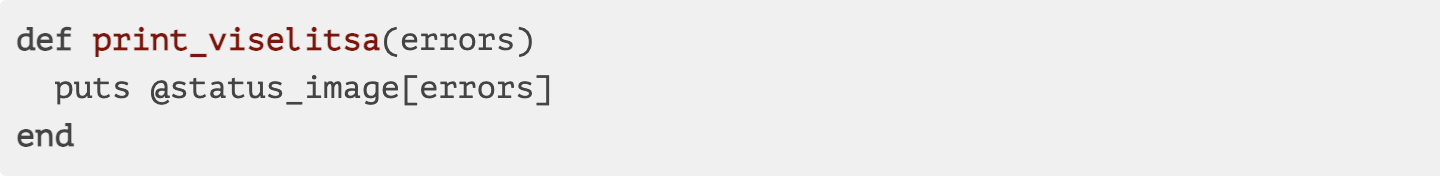 def print_viselitsa(errors)
  puts @status_image[errors]
end